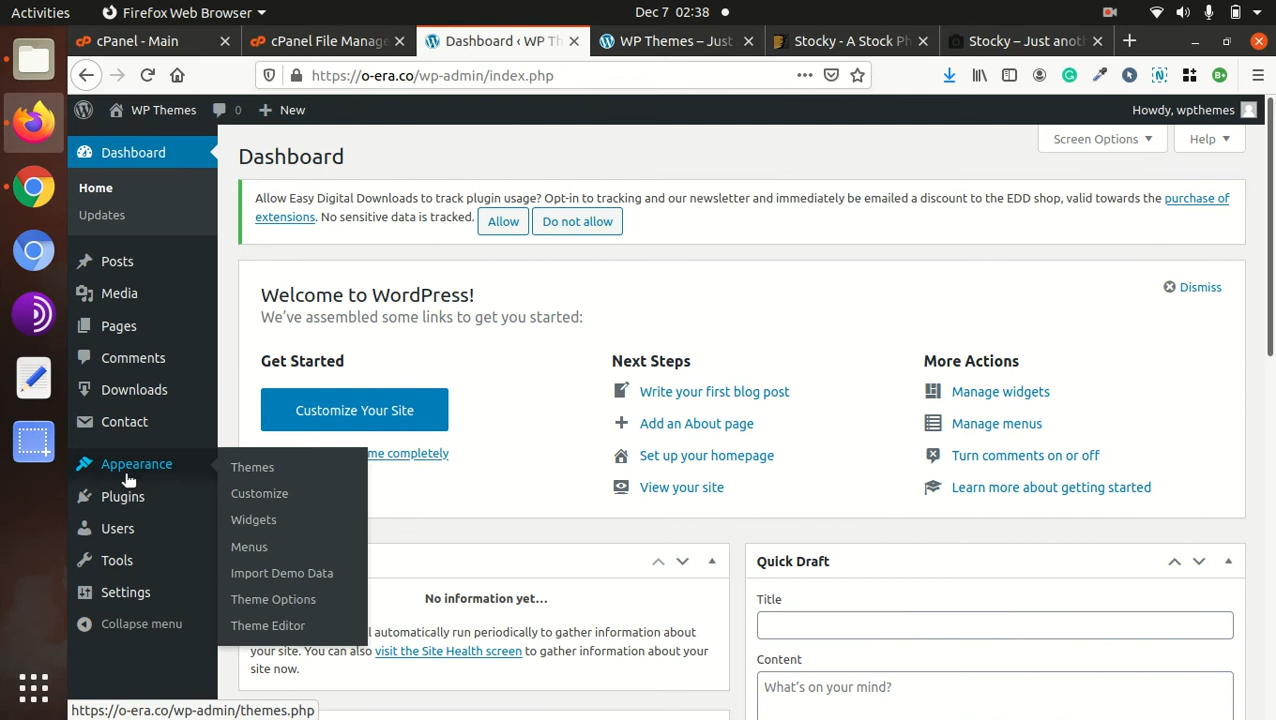 Activities Firefox Web Browser Dec 7 02:38
cPanel - Main cPanel File Manage Dashboard ‹ WP Th WP Themes – Just Stocky - A Stock Ph Stocky – Just anoth
https://o-era.co/wp-admin/index.php
WP Themes 0 New Howdy, wpthemes
Screen Options Help
Dashboard
Home
Updates
Posts
Media
Pages
Comments
Downloads
Contact
Appearance
Plugins
Users
Tools
Settings
Collapse menu
Themes
Customize
Widgets
Menus
Import Demo Data
Theme Options
Theme Editor
Dashboard
Allow Easy Digital Downloads to track plugin usage? Opt-in to tracking and our newsletter and immediately be emailed a discount to the EDD shop, valid towards the purchase of
extensions. No sensitive data is tracked. Allow Do not allow
Welcome to WordPress!
Dismiss
We’ve assembled some links to get you started:
Get Started
Customize Your Site
me completely
Next Steps
Write your first blog post
Add an About page
Set up your homepage
View your site
More Actions
Manage widgets
Manage menus
Turn comments on or off
Learn more about getting started
No information yet…
automatically run periodically to gather information about
your site. You can also visit the Site Health screen to gather information about your
site now.
Quick Draft
Title
Content
What’s on your mind?
https://o-era.co/wp-admin/themes.php